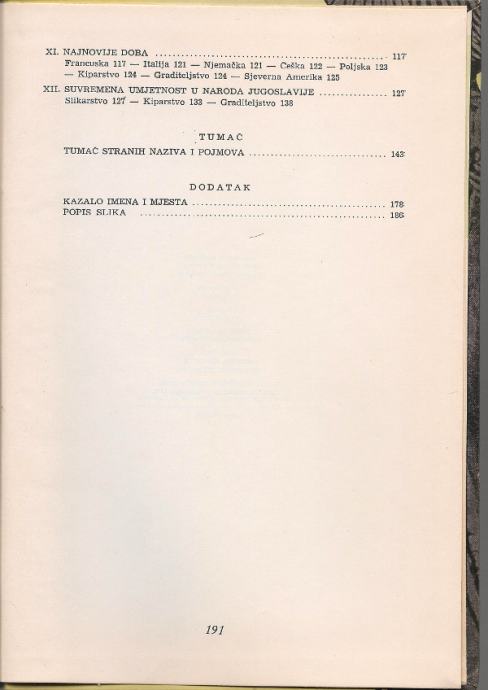 XI. NAJNOVIJE DOBA ........................................ 117
Francuska 117 — Italija 121 — Njemačka 121 — Češka 122 — Poljska 123
— Kiparstvo 124 — Graditeljstvo 124 — Sjeverna Amerika 125
XII. SUVREMENA UMJETNOST U NARODA JUGOSLAVIJE ................ 127
Slikarstvo 127 — Kiparstvo 133 — Graditeljstvo 138
TUMAČ
TUMAČ STRANIH NAZIVA I POJMOVA ............................ 143
DODATAK
KAZALO IMENA I MJESTA ........................................ 178
POPIS SLIKA ................................................ 186
191